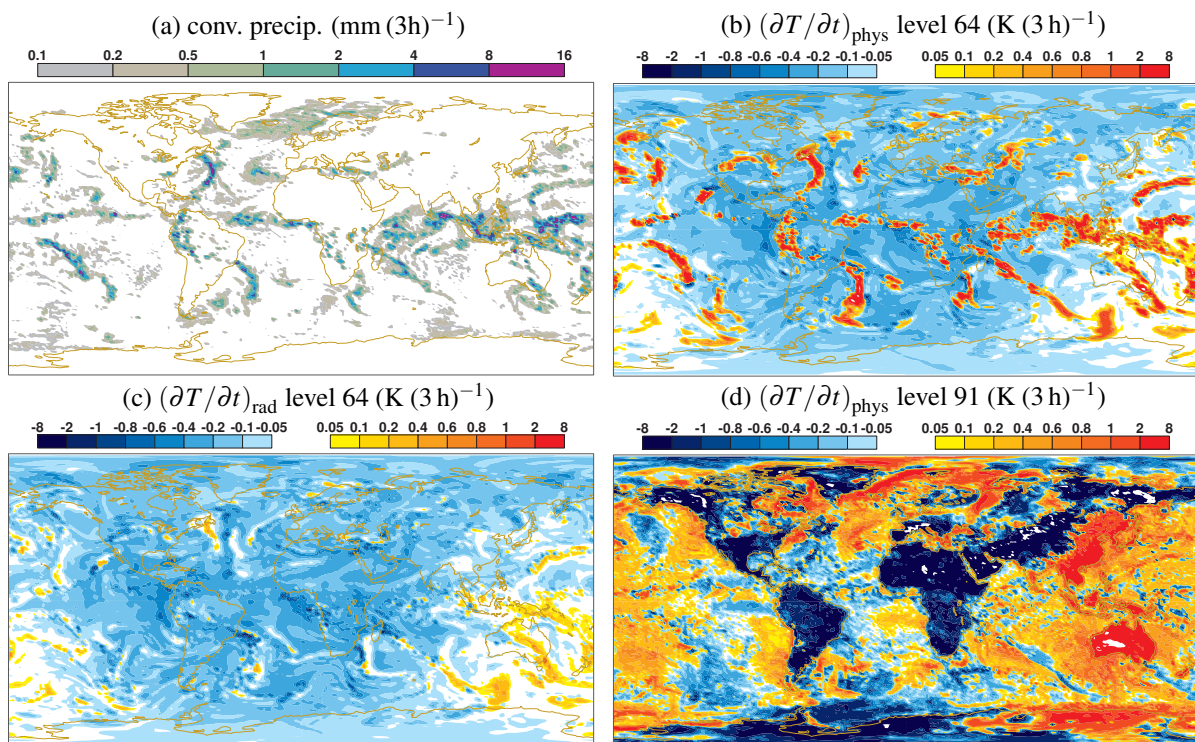 (a) conv. precip. (mm (3h)⁻¹)
0.1 0.2 0.5 1 2 4 8 16
(b) (∂T/∂t)phys level 64 (K (3 h)⁻¹)
-8 -2 -1 -0.8 -0.6 -0.4 -0.2 -0.1 -0.05 0.05 0.1 0.2 0.4 0.6 0.8 1 2 8
(c) (∂T/∂t)rad level 64 (K (3 h)⁻¹)
-8 -2 -1 -0.8 -0.6 -0.4 -0.2 -0.1 -0.05 0.05 0.1 0.2 0.4 0.6 0.8 1 2 8
(d) (∂T/∂t)phys level 91 (K (3 h)⁻¹)
-8 -2 -1 -0.8 -0.6 -0.4 -0.2 -0.1 -0.05 0.05 0.1 0.2 0.4 0.6 0.8 1 2 8